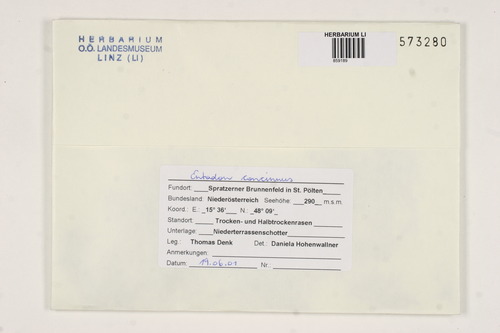 HERBARIUM
O.Ö. LANDESMUSEUM
LINZ (LI)
HERBARIUM LI
573280
Entodon concinnus
Fundort: Spratzerner Brunnenfeld in St. Pölten
Bundesland: Niederösterreich Seehöhe: 290 m.s.m.
Koord.: E: 15° 36' N.: 48° 09'
Standort: Trocken- und Halbtrockenrasen
Unterlage: Niederterrassenschotter
Leg.: Thomas Denk Det.: Daniela Hohenwallner
Anmerkungen:
Datum: 19.06.01 Nr.: